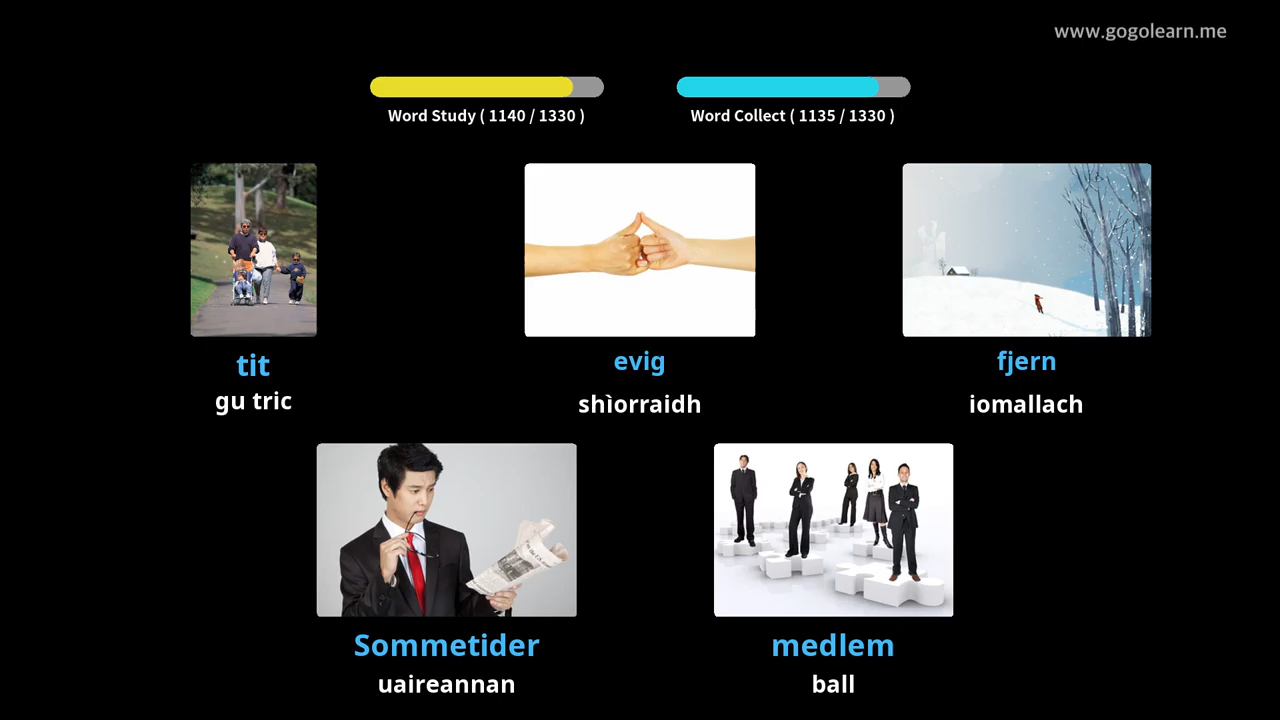 www.gogolearn.me
Word Study ( 1140 / 1330 )
Word Collect ( 1135 / 1330 )
tit
gu tric
evig
shìorraidh
fjern
iomallach
Sommetider
uaireannan
medlem
ball